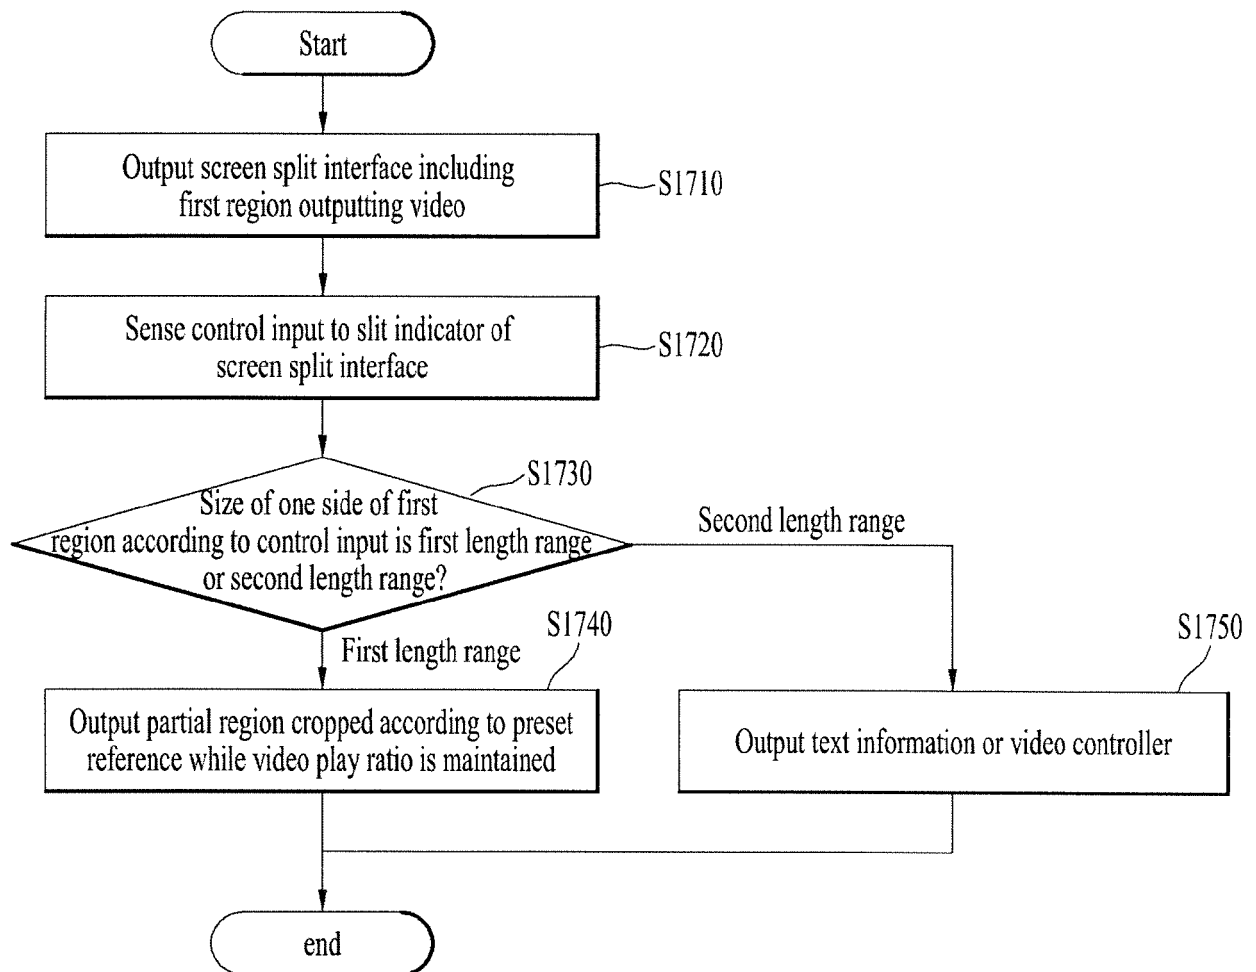 Start
Output screen split interface including
first region outputting video
S1710
Sense control input to slit indicator of
screen split interface
S1720
S1730
Size of one side of first
region according to control input is first length range
or second length range?
Second length range
First length range
S1740
S1750
Output partial region cropped according to preset
reference while video play ratio is maintained
Output text information or video controller
end